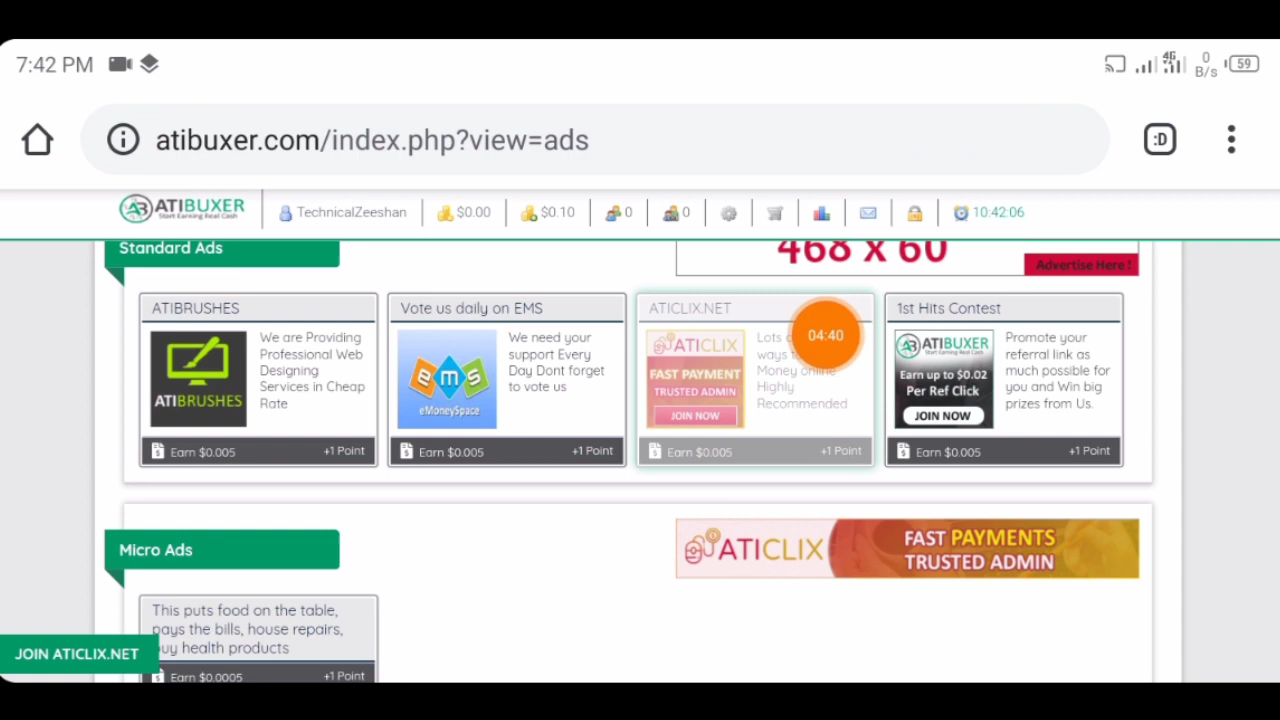 7:42 PM
4G
0
B/s
59
atibuxer.com/index.php?view=ads
:D
ATIBUXER
Start Earning Real Cash
TechnicalZeeshan
$0.00
$0.10
0
0
10:42:06
Standard Ads
468 x 60
Advertise Here !
ATIBRUSHES
ATIBRUSHES
We are Providing
Professional Web
Designing
Services in Cheap
Rate
Earn $0.005
+1 Point
Vote us daily on EMS
ems
eMoneySpace
We need your
support Every
Day Dont forget
to vote us
Earn $0.005
+1 Point
ATICLIX.NET
ATICLIX
FAST PAYMENT
TRUSTED ADMIN
JOIN NOW
Lots
ways
Money online
Highly
Recommended
04:40
Earn $0.005
+1 Point
1st Hits Contest
ATIBUXER
Start Earning Real Cash
Earn up to $0.02
Per Ref Click
JOIN NOW
Promote your
referral link as
much possible for
you and Win big
prizes from Us.
Earn $0.005
+1 Point
Micro Ads
ATICLIX
FAST PAYMENTS
TRUSTED ADMIN
This puts food on the table,
pays the bills, house repairs,
buy health products
Earn $0.0005
+1 Point
JOIN ATICLIX.NET